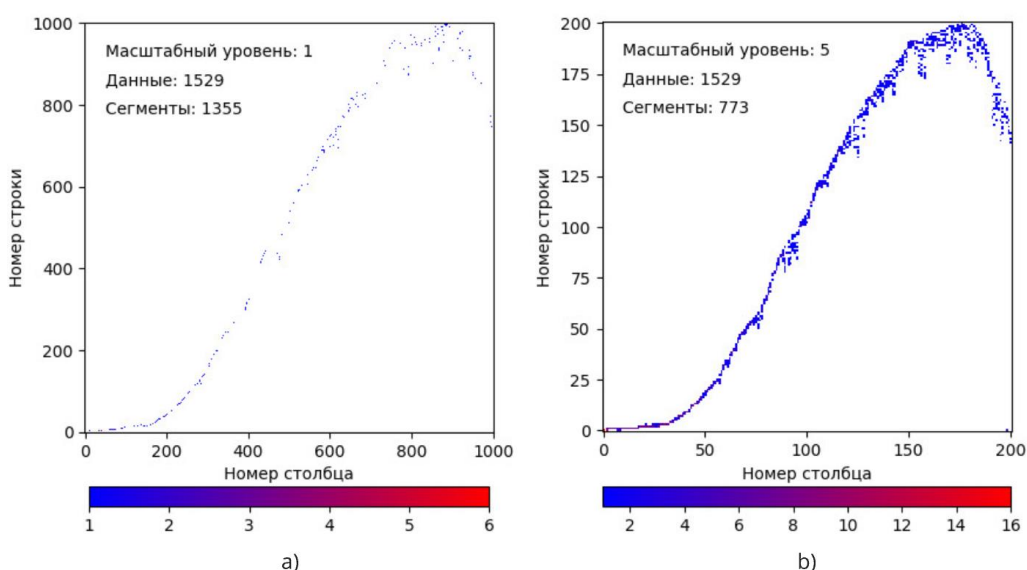 Масштабный уровень: 1
Данные: 1529
Сегменты: 1355
Номер строки
1000
800
600
400
200
0
0 200 400 600 800 1000
Номер столбца
1 2 3 4 5 6
a)
Масштабный уровень: 5
Данные: 1529
Сегменты: 773
Номер строки
200
175
150
125
100
75
50
25
0
0 50 100 150 200
Номер столбца
2 4 6 8 10 12 14 16
b)